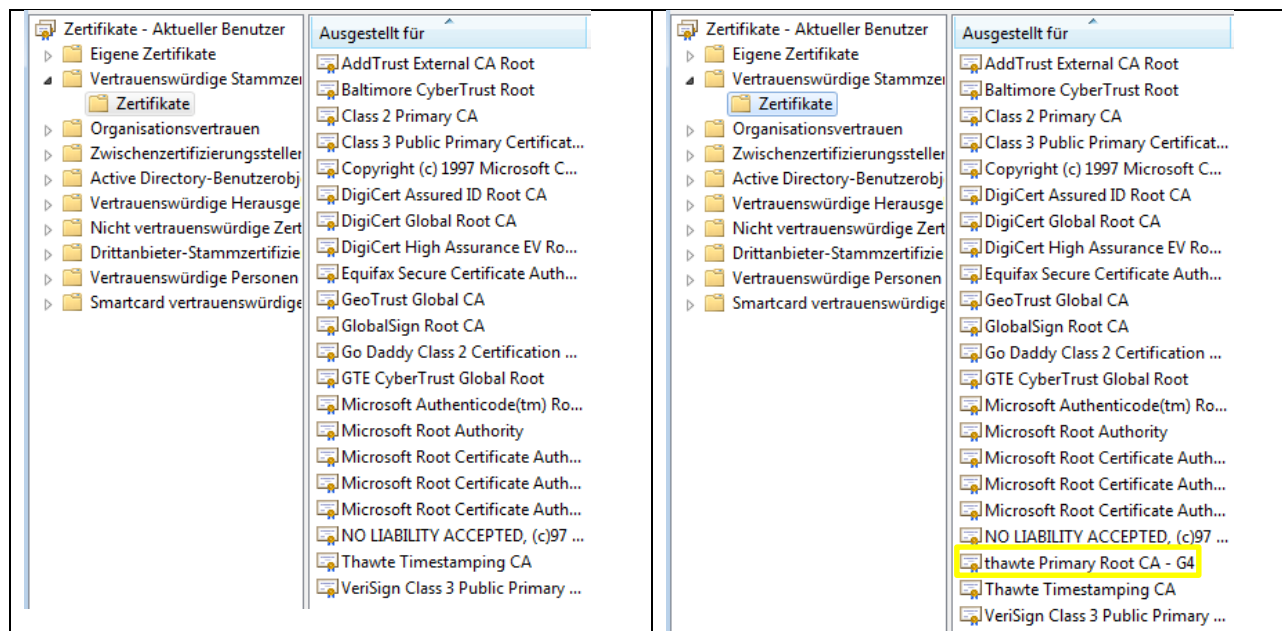 Zertifikate - Aktueller Benutzer
Eigene Zertifikate
Vertrauenswürdige Stammzei
Zertifikate
Organisationsvertrauen
Zwischenzertifizierungsstellen
Active Directory-Benutzerobj
Vertrauenswürdige Herausge
Nicht vertrauenswürdige Zert
Drittanbieter-Stammzertifizie
Vertrauenswürdige Personen
Smartcard vertrauenswürdige
Ausgestellt für
AddTrust External CA Root
Baltimore CyberTrust Root
Class 2 Primary CA
Class 3 Public Primary Certificat...
Copyright (c) 1997 Microsoft C...
DigiCert Assured ID Root CA
DigiCert Global Root CA
DigiCert High Assurance EV Ro...
Equifax Secure Certificate Auth...
GeoTrust Global CA
GlobalSign Root CA
Go Daddy Class 2 Certification ...
GTE CyberTrust Global Root
Microsoft Authenticode(tm) Ro...
Microsoft Root Authority
Microsoft Root Certificate Auth...
Microsoft Root Certificate Auth...
Microsoft Root Certificate Auth...
NO LIABILITY ACCEPTED, (c)97 ...
Thawte Timestamping CA
VeriSign Class 3 Public Primary ...
Zertifikate - Aktueller Benutzer
Eigene Zertifikate
Vertrauenswürdige Stammzei
Zertifikate
Organisationsvertrauen
Zwischenzertifizierungsstellen
Active Directory-Benutzerobj
Vertrauenswürdige Herausge
Nicht vertrauenswürdige Zert
Drittanbieter-Stammzertifizie
Vertrauenswürdige Personen
Smartcard vertrauenswürdige
Ausgestellt für
AddTrust External CA Root
Baltimore CyberTrust Root
Class 2 Primary CA
Class 3 Public Primary Certificat...
Copyright (c) 1997 Microsoft C...
DigiCert Assured ID Root CA
DigiCert Global Root CA
DigiCert High Assurance EV Ro...
Equifax Secure Certificate Auth...
GeoTrust Global CA
GlobalSign Root CA
Go Daddy Class 2 Certification ...
GTE CyberTrust Global Root
Microsoft Authenticode(tm) Ro...
Microsoft Root Authority
Microsoft Root Certificate Auth...
Microsoft Root Certificate Auth...
Microsoft Root Certificate Auth...
NO LIABILITY ACCEPTED, (c)97 ...
thawte Primary Root CA - G4
Thawte Timestamping CA
VeriSign Class 3 Public Primary ...